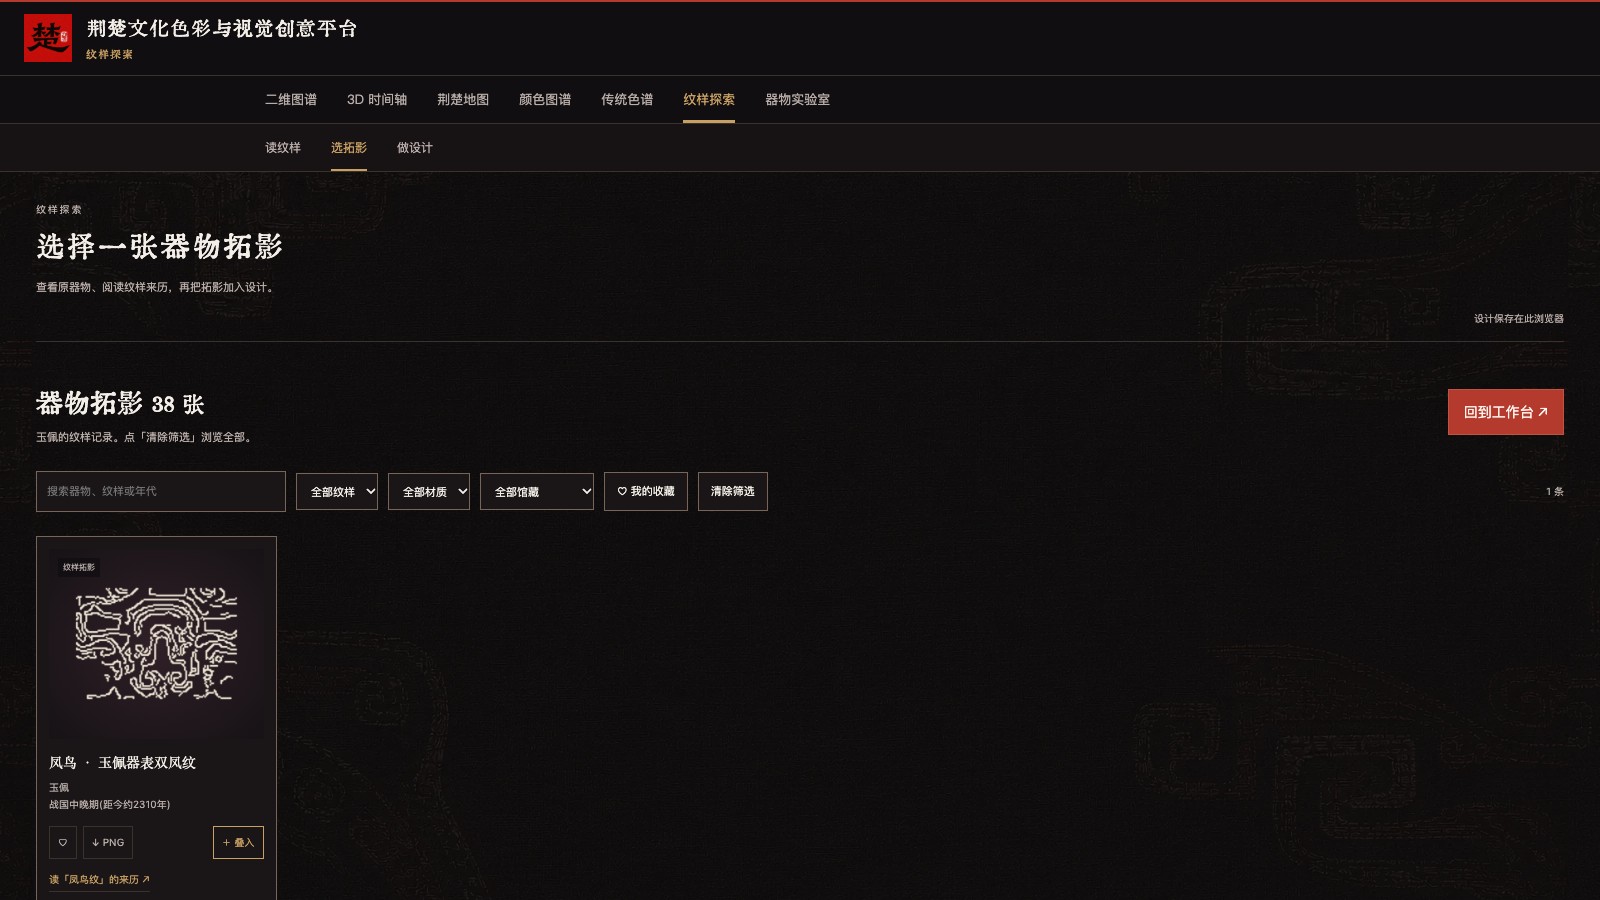 楚
荆楚文化色彩与视觉创意平台
纹样探索
二维图谱 3D 时间轴 荆楚地图 颜色图谱 传统色谱 纹样探索 器物实验室
读纹样 选拓影 做设计
纹样探索
选择一张器物拓影
查看原器物、阅读纹样来历，再把拓影加入设计。
设计保存在此浏览器
器物拓影 38 张
回到工作台 ↗
玉佩的纹样记录。点「清除筛选」浏览全部。
搜索器物、纹样或年代 全部纹样 全部材质 全部馆藏 ♡ 我的收藏 清除筛选 1 条
纹样拓影
凤鸟 · 玉佩器表双凤纹
玉佩
战国中晚期(距今约2310年)
♡ ↓ PNG ＋ 叠入
读「凤鸟纹」的来历 ↗